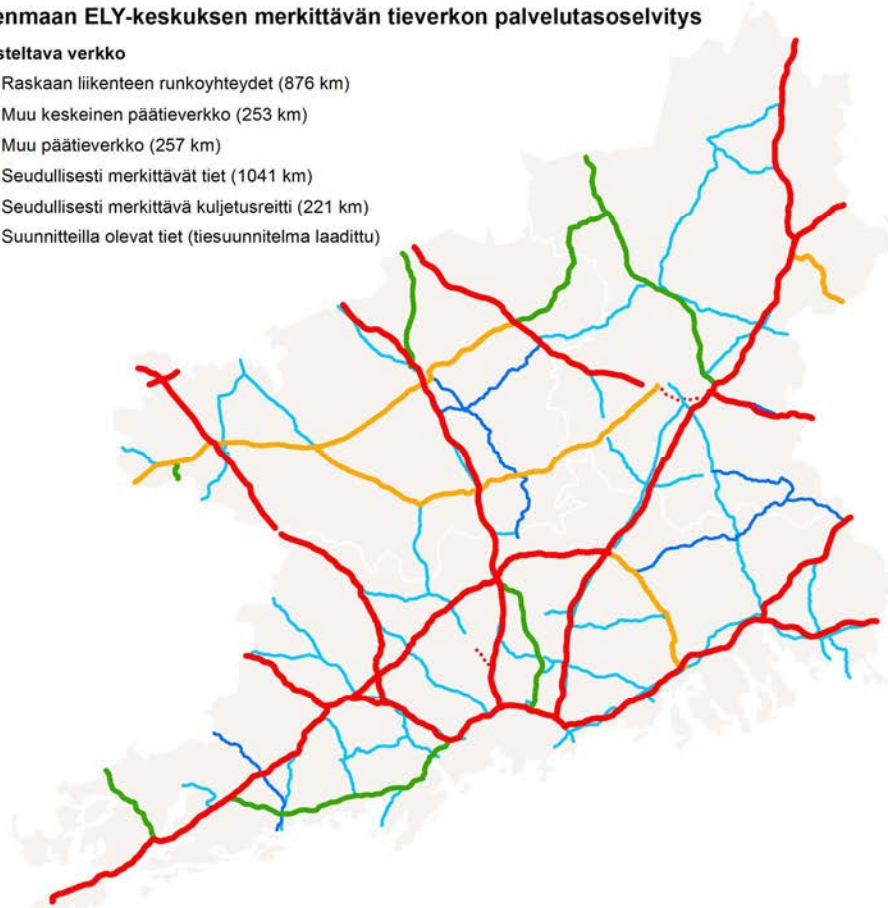 enmaan ELY-keskuksen merkittävän tieverkon palvelutasoselvitys
steltava verkko
Raskaan liikenteen runkoyhteydet (876 km)
Muu keskeinen päätieverkko (253 km)
Muu päätieverkko (257 km)
Seudullisesti merkittävät tiet (1041 km)
Seudullisesti merkittävä kuljetusreitti (221 km)
Suunnitteilla olevat tiet (tiesuunnitelma laadittu)